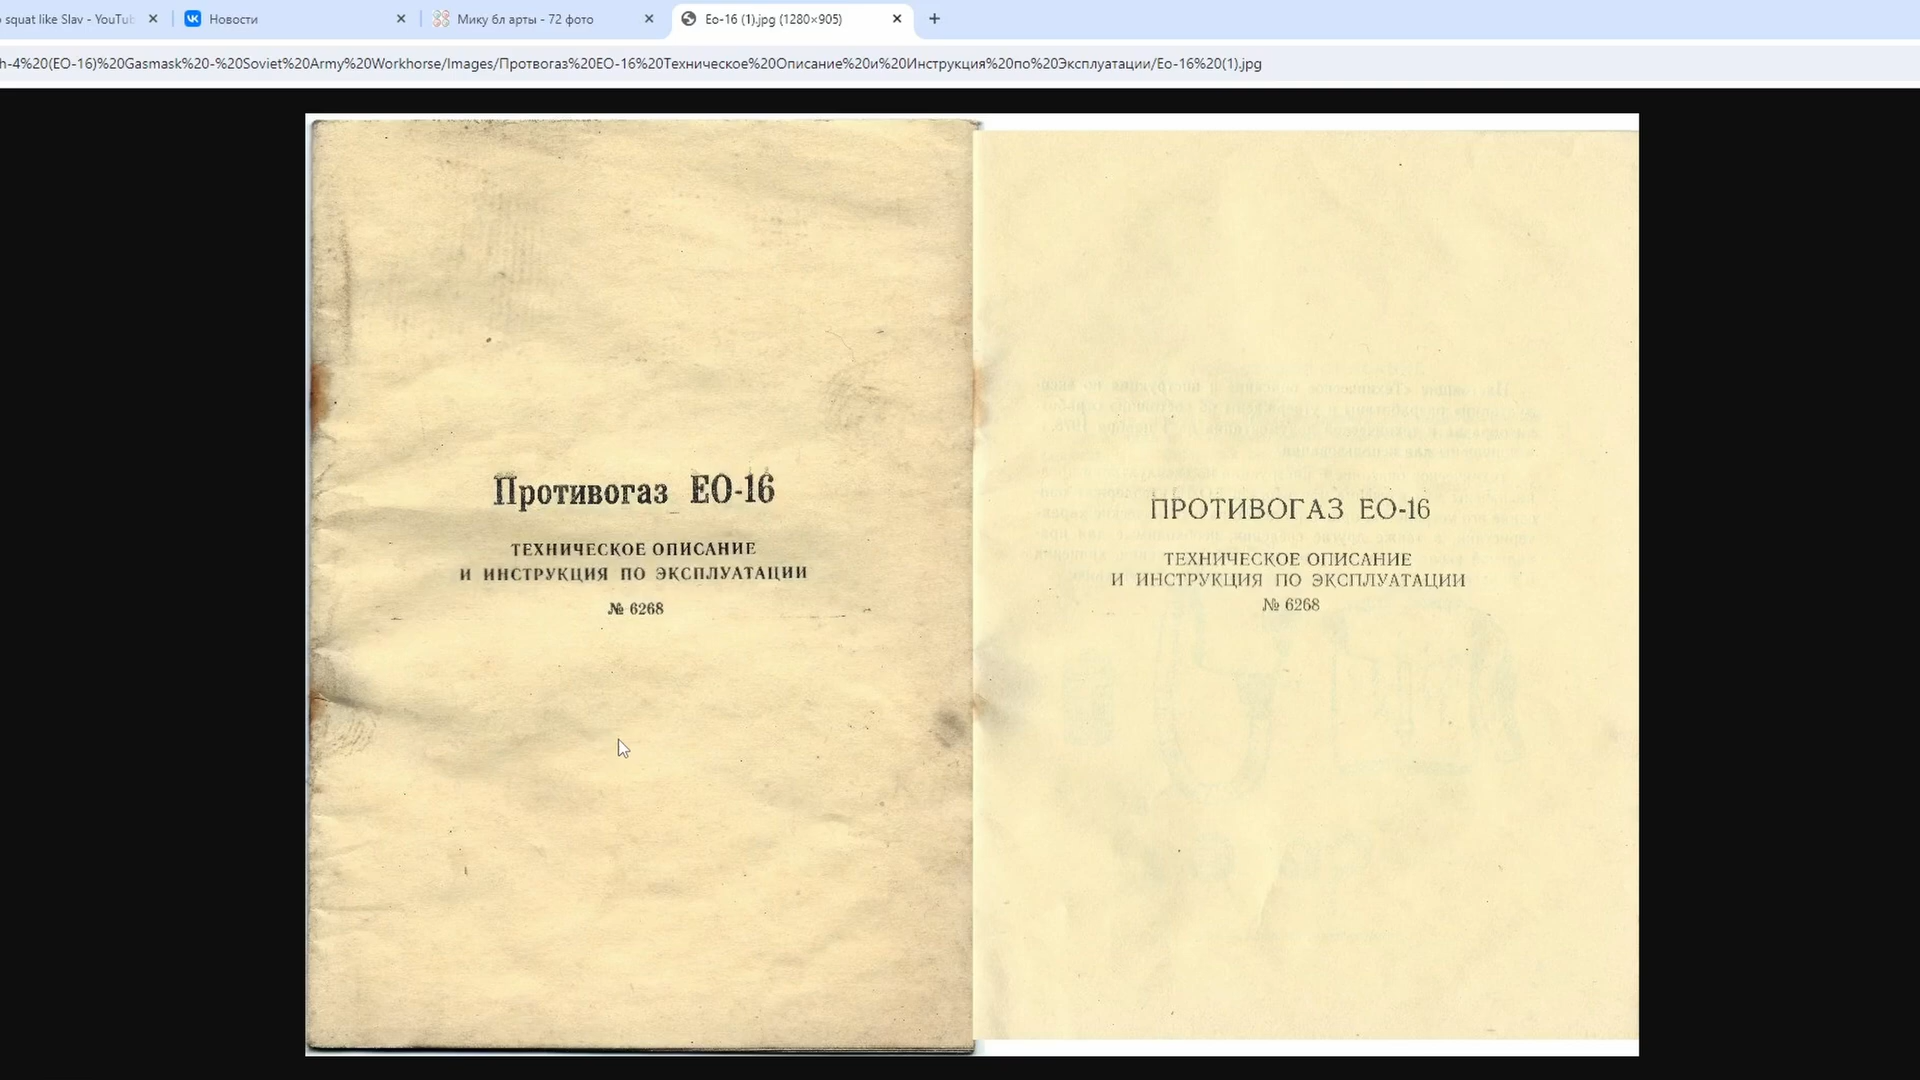 squat like Slav - YouTub
Новости
Мику бл арты - 72 фото
Eo-16 (1).jpg (1280×905)
h-4%20(EO-16)%20Gasmask%20-%20Soviet%20Army%20Workhorse/Images/Протвогаз%20ЕО-16%20Техническое%20Описание%20и%20Инструкция%20по%20Эксплуатации/Eo-16%20(1).jpg
Противогаз ЕО-16
ТЕХНИЧЕСКОЕ ОПИСАНИЕ
И ИНСТРУКЦИЯ ПО ЭКСПЛУАТАЦИИ
№ 6268
ПРОТИВОГАЗ ЕО-16
ТЕХНИЧЕСКОЕ ОПИСАНИЕ
И ИНСТРУКЦИЯ ПО ЭКСПЛУАТАЦИИ
№ 6268